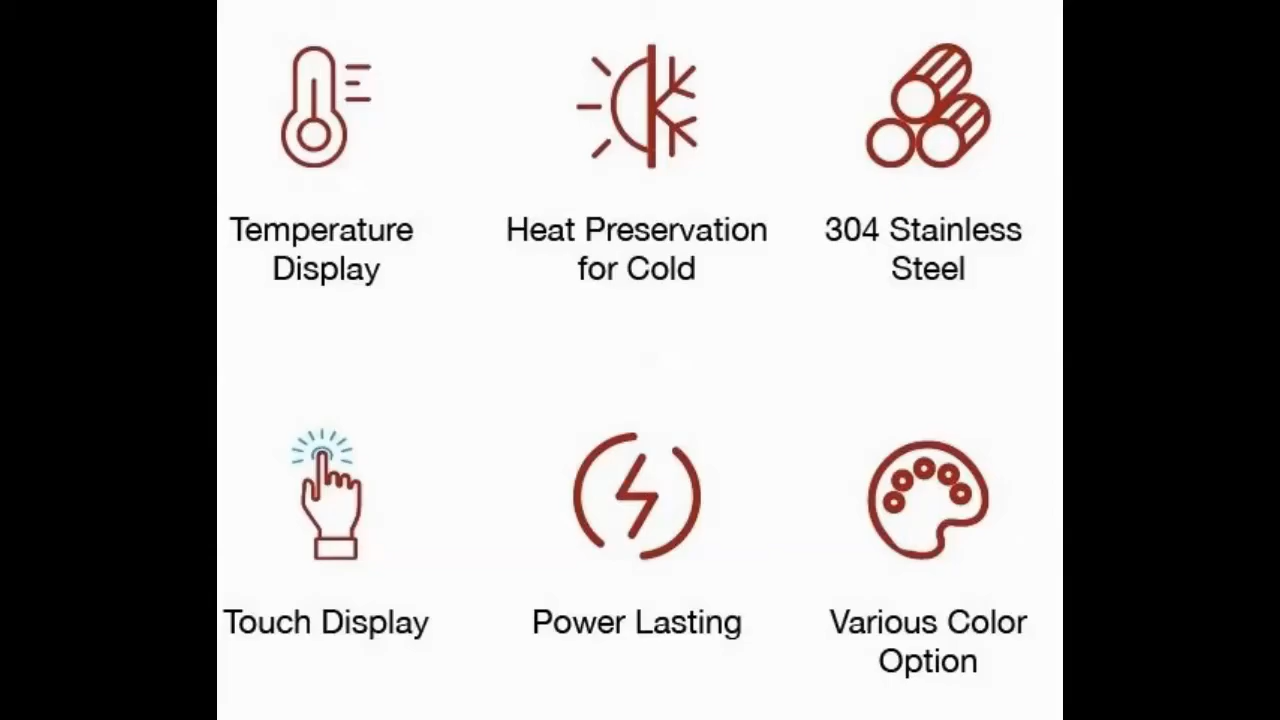 Temperature
Display
Heat Preservation
for Cold
304 Stainless
Steel
Touch Display
Power Lasting
Various Color
Option